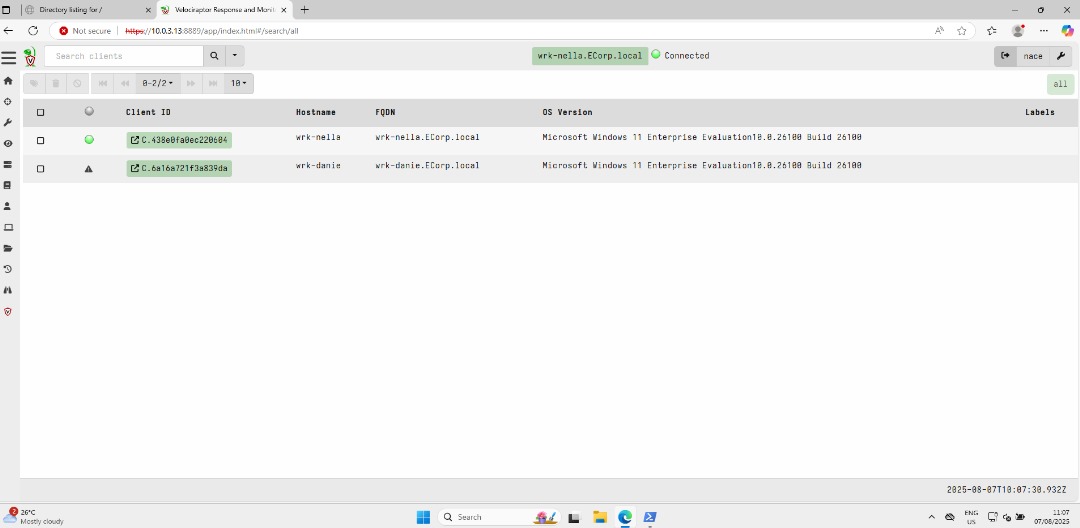 Directory listing for /
Velociraptor Response and Monit
Not secure
https://10.0.3.13:8889/app/index.html#/search/all
Search clients
wrk-nella.ECorp.local
Connected
nace
0-2/2
10
all
Client ID Hostname FQDN OS Version Labels
C.438e0fa0ec220604 wrk-nella wrk-nella.ECorp.local Microsoft Windows 11 Enterprise Evaluation10.0.26100 Build 26100
C.6a16a721f3a839da wrk-danie wrk-danie.ECorp.local Microsoft Windows 11 Enterprise Evaluation10.0.26100 Build 26100
2025-08-07T10:07:30.932Z
2
26°C
Mostly cloudy
Search
ENG
US
11:07
07/08/2025